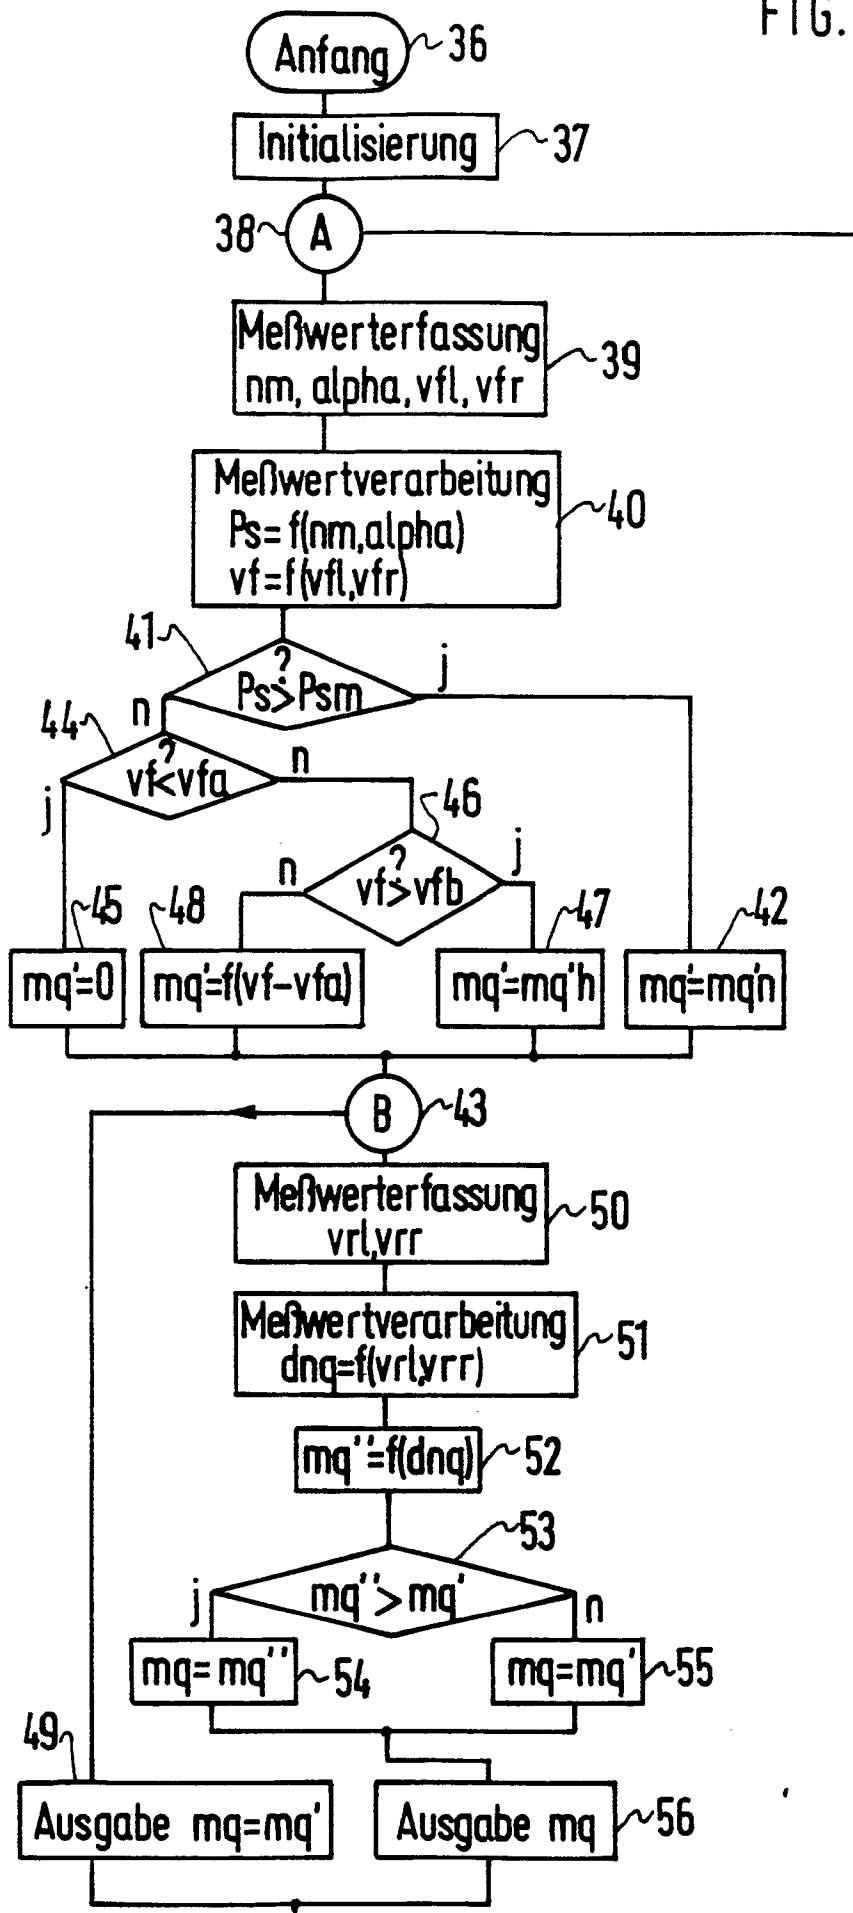 FIG.
Anfang
36
Initialisierung
37
38
A
Meßwerterfassung
nm, alpha, vfl, vfr
39
Meßwertverarbeitung
Ps=f(nm,alpha)
vf=f(vfl,vfr)
40
41
?
Ps>Psm
j
n
44
?
vf<vfa
n
j
46
?
vf>vfb
n
j
45
48
47
42
mq'=0
mq'=f(vf-vfa)
mq'=mq'h
mq'=mq'n
B
43
Meßwerterfassung
vrl,vrr
50
Meßwertverarbeitung
dnq=f(vrl,vrr)
51
mq''=f(dnq)
52
53
mq''>mq'
j
n
mq=mq''
54
mq=mq'
55
49
Ausgabe mq=mq'
Ausgabe mq
56